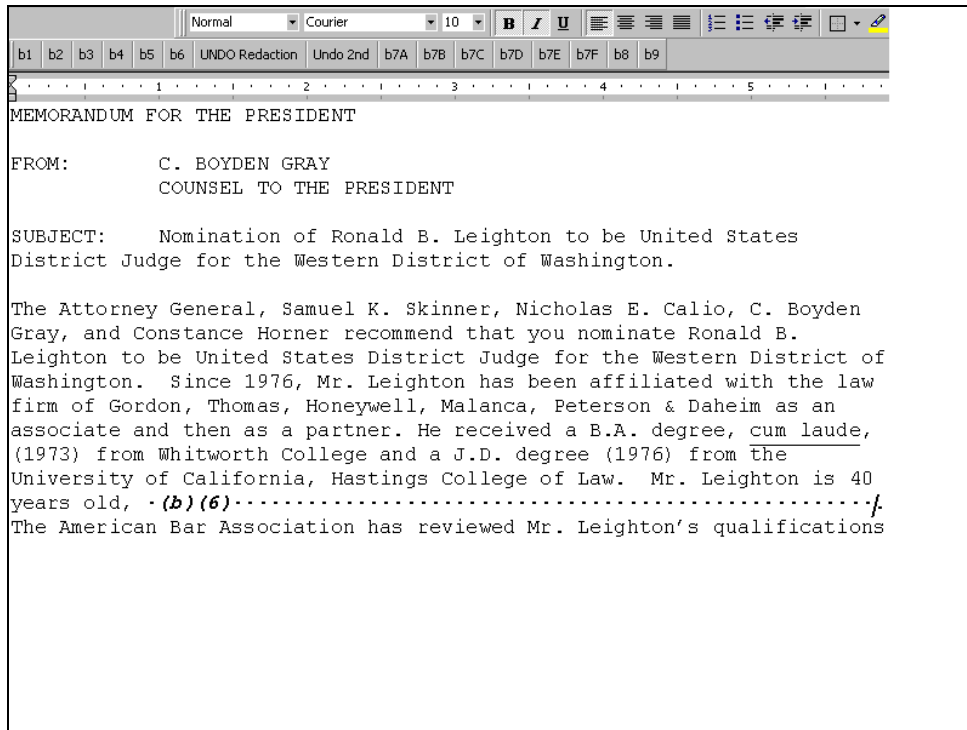 Normal Courier 10 B I U
b1 b2 b3 b4 b5 b6 UNDO Redaction Undo 2nd b7A b7B b7C b7D b7E b7F b8 b9
1 2 3 4 5
MEMORANDUM FOR THE PRESIDENT
FROM: C. BOYDEN GRAY
COUNSEL TO THE PRESIDENT
SUBJECT: Nomination of Ronald B. Leighton to be United States
District Judge for the Western District of Washington.
The Attorney General, Samuel K. Skinner, Nicholas E. Calio, C. Boyden
Gray, and Constance Horner recommend that you nominate Ronald B.
Leighton to be United States District Judge for the Western District of
Washington. Since 1976, Mr. Leighton has been affiliated with the law
firm of Gordon, Thomas, Honeywell, Malanca, Peterson & Daheim as an
associate and then as a partner. He received a B.A. degree, cum laude,
(1973) from Whitworth College and a J.D. degree (1976) from the
University of California, Hastings College of Law. Mr. Leighton is 40
years old, ·(b)(6)············································.
The American Bar Association has reviewed Mr. Leighton's qualifications